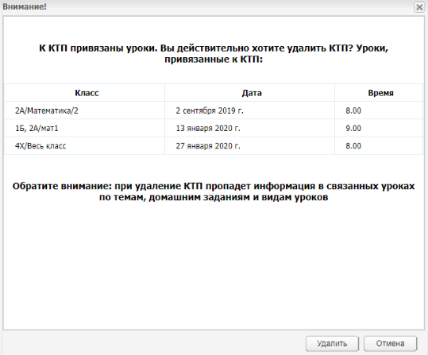 Внимание!
К КТП привязаны уроки. Вы действительно хотите удалить КТП? Уроки,
привязанные к КТП:
Класс Дата Время
2А/Математика/2 2 сентября 2019 г. 8.00
1Б, 2А/мат1 13 января 2020 г. 9.00
4Х/Весь класс 27 января 2020 г. 8.00
Обратите внимание: при удаление КТП пропадет информация в связанных уроках
по темам, домашним заданиям и видам уроков
Удалить Отмена